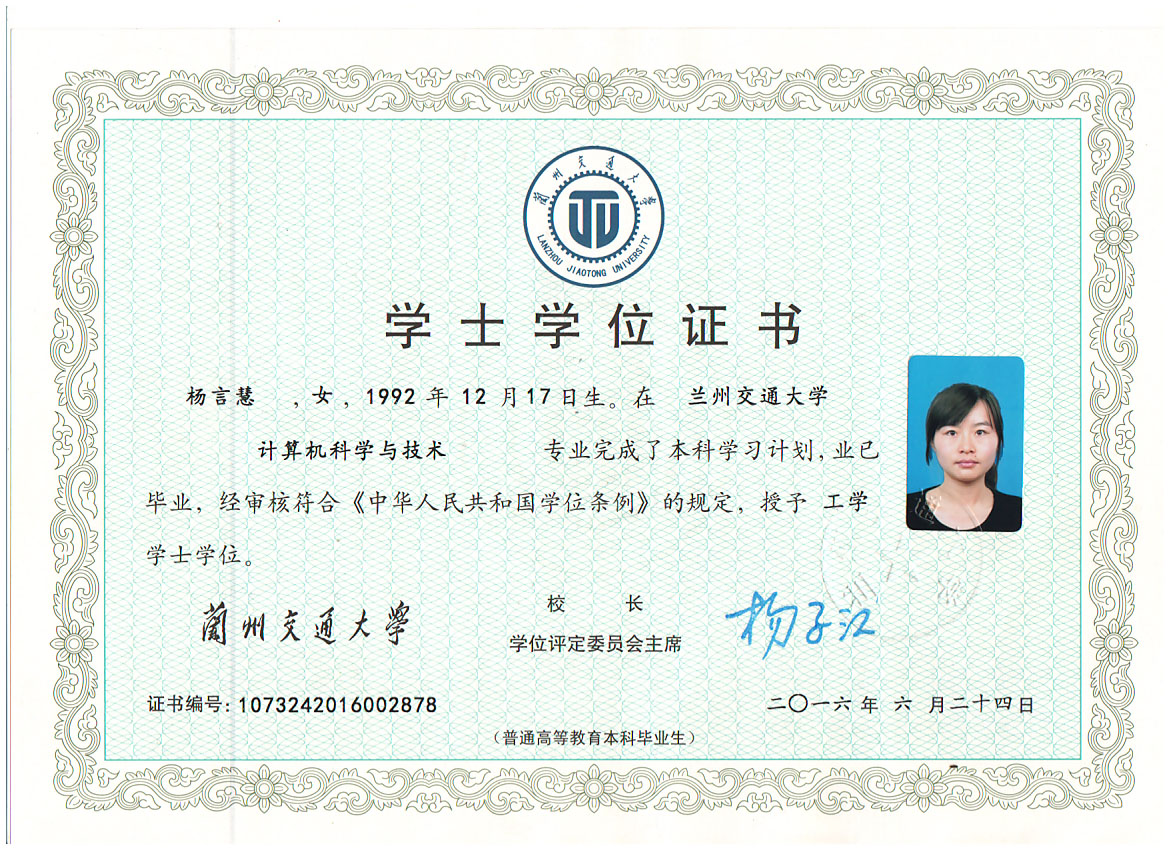 蘭州交通大學
LANZHOU JIAOTONG UNIVERSITY
学士学位证书
杨言慧 ,女,1992 年 12 月 17 日生。在 兰州交通大学
计算机科学与技术 专业完成了本科学习计划,业已
毕业,经审核符合《中华人民共和国学位条例》的规定,授予 工学
学士学位。
蘭州交通大學
校 长
学位评定委员会主席
杨子江
证书编号:1073242016002878
二〇一六年 六 月二十四日
(普通高等教育本科毕业生)